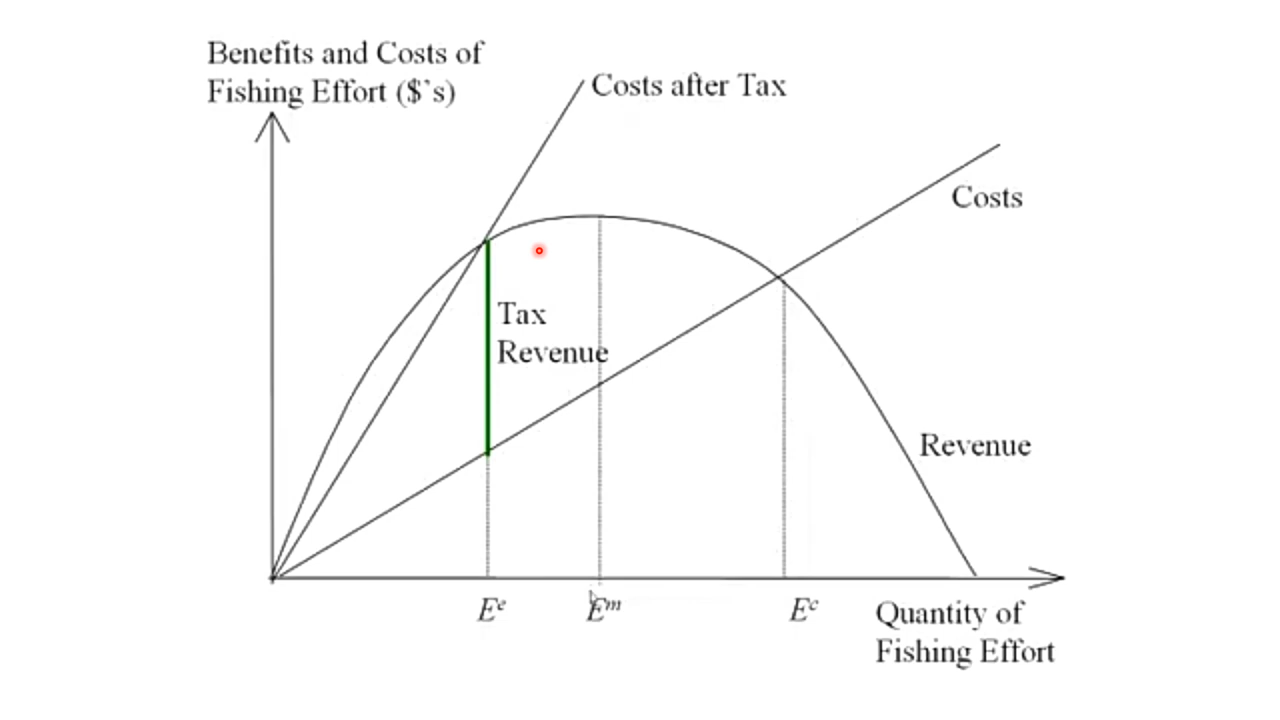 Benefits and Costs of
Fishing Effort ($`s)
Costs after Tax
Costs
Tax
Revenue
Revenue
Eᵉ
Eᵐ
Eᶜ
Quantity of
Fishing Effort